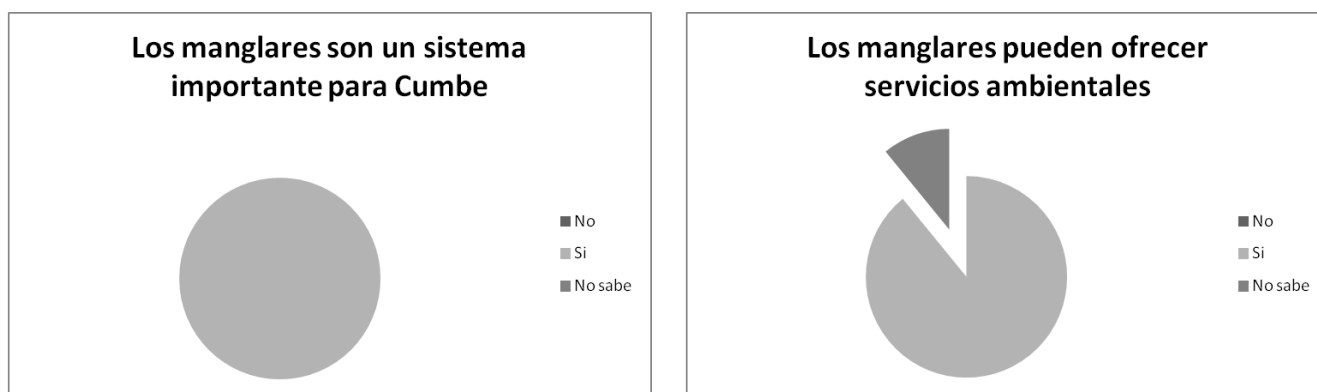 Los manglares son un sistema
importante para Cumbe
No
Si
No sabe
Los manglares pueden ofrecer
servicios ambientales
No
Si
No sabe